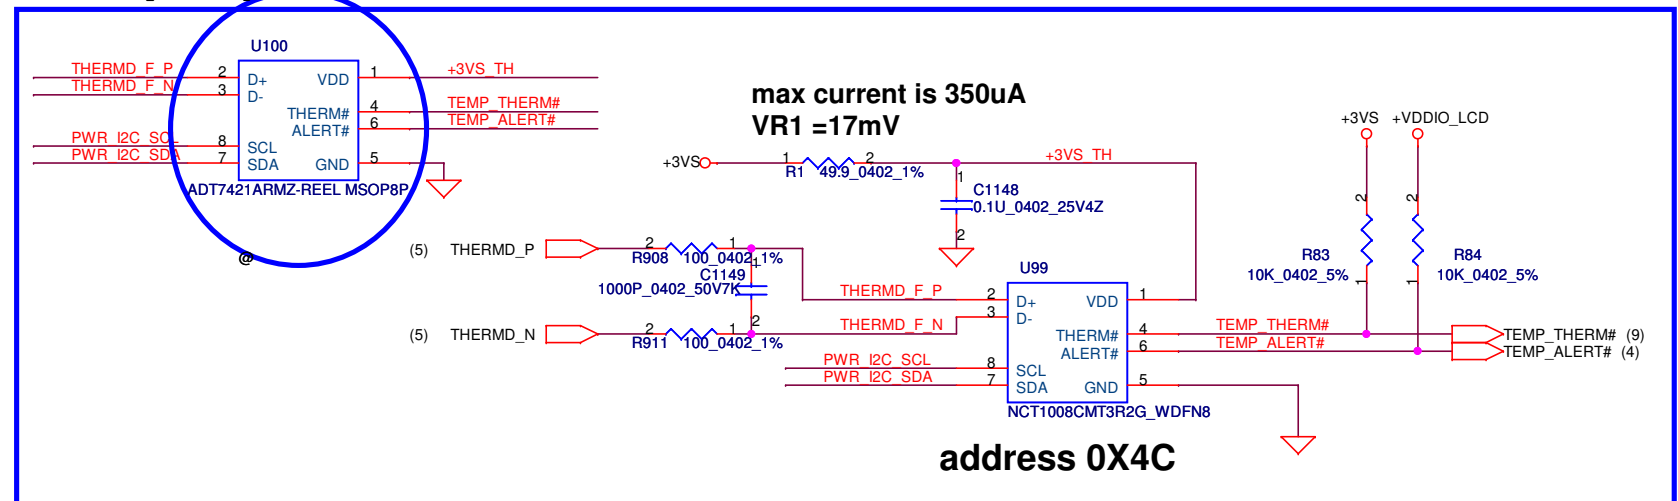 U100
THERMD_F_P 2 D+ VDD 1 +3VS_TH
THERMD_F_N 3 D-
THERM# 4 TEMP_THERM#
ALERT# 6 TEMP_ALERT#
PWR_I2C_SCL 8 SCL
PWR_I2C_SDA 7 SDA GND 5
ADT7421ARMZ-REEL MSOP8P
@
max current is 350uA
VR1 =17mV
+3VS 1 2 +3VS_TH
R1 49.9_0402_1%
1
C1148
0.1U_0402_25V4Z
2
+3VS +VDDIO_LCD
2 2
R83 R84
10K_0402_5% 10K_0402_5%
1 1
(5) THERMD_P 2 1
R908 100_0402_1%
1
C1149
1000P_0402_50V7K
2
(5) THERMD_N 2 1
R911 100_0402_1%
U99
THERMD_F_P 2 D+ VDD 1
THERMD_F_N 3 D-
THERM# 4 TEMP_THERM# TEMP_THERM# (9)
ALERT# 6 TEMP_ALERT# TEMP_ALERT# (4)
PWR_I2C_SCL 8 SCL
PWR_I2C_SDA 7 SDA GND 5
NCT1008CMT3R2G_WDFN8
address 0X4C